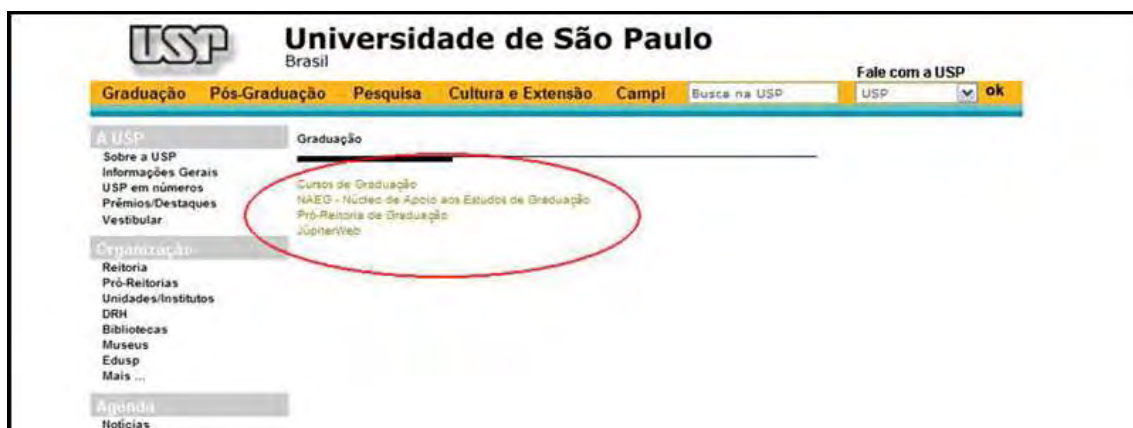 USP
Universidade de São Paulo
Brasil
Fale com a USP
Graduação Pós-Graduação Pesquisa Cultura e Extensão Campi Busca na USP USP ok
A USP
Sobre a USP
Informações Gerais
USP em números
Prêmios/Destaques
Vestibular
Organização
Reitoria
Pró-Reitorias
Unidades/Institutos
DRH
Bibliotecas
Museus
Edusp
Mais ...
Agenda
Notícias
Graduação
Cursos de Graduação
NAEG - Núcleo de Apoio aos Estudos de Graduação
Pró-Reitoria de Graduação
JúpiterWeb